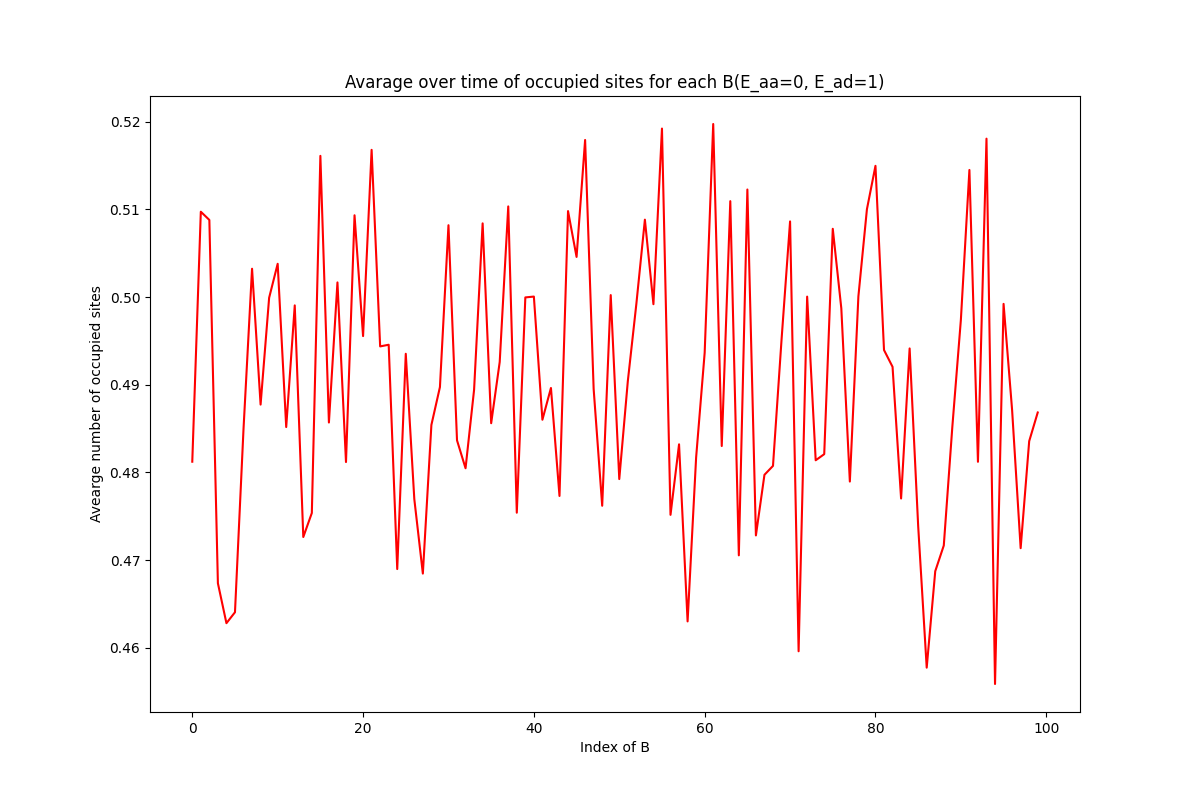 Avarage over time of occupied sites for each B(E_aa=0, E_ad=1)
0.52
0.51
0.50
0.49
0.48
0.47
0.46
Avearge number of occupied sites
0 20 40 60 80 100
Index of B